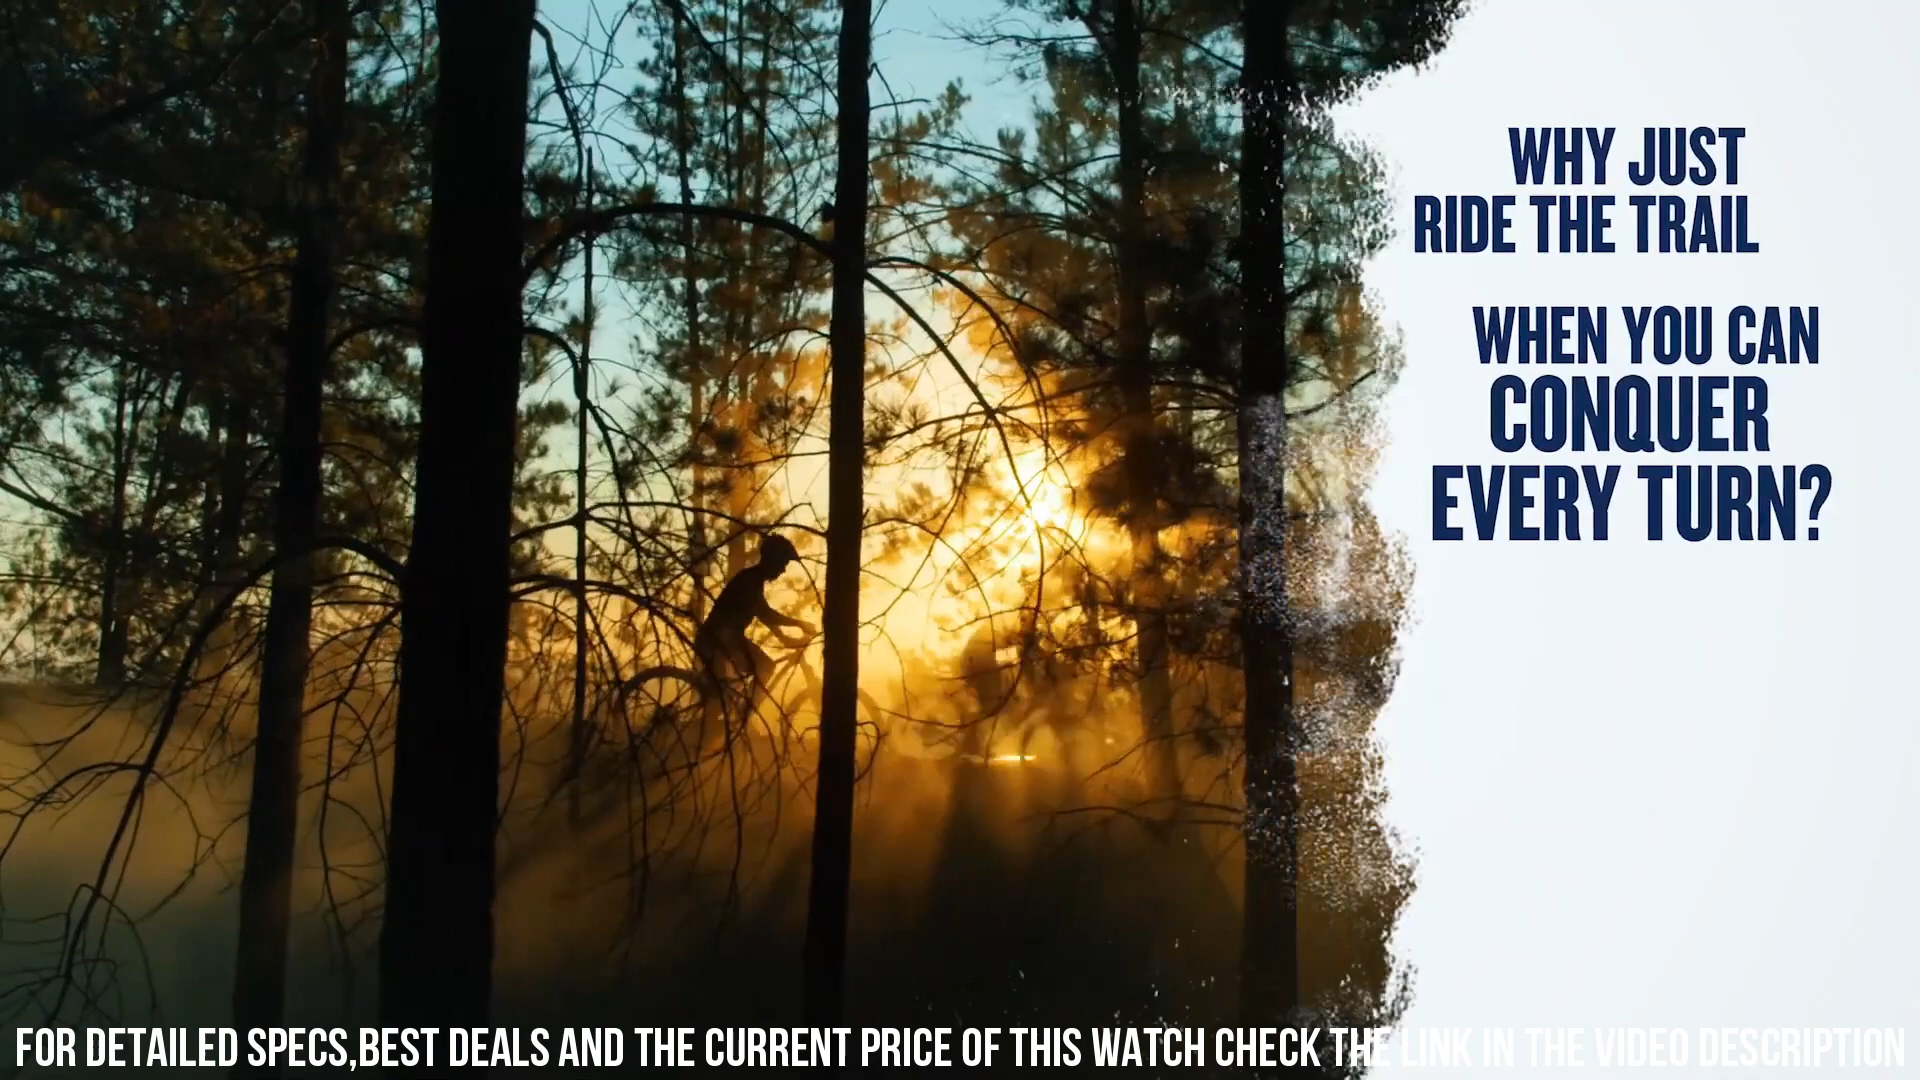 WHY JUST
RIDE THE TRAIL
WHEN YOU CAN
CONQUER
EVERY TURN?
FOR DETAILED SPECS,BEST DEALS AND THE CURRENT PRICE OF THIS WATCH CHECK THE LINK IN THE VIDEO DESCRIPTION